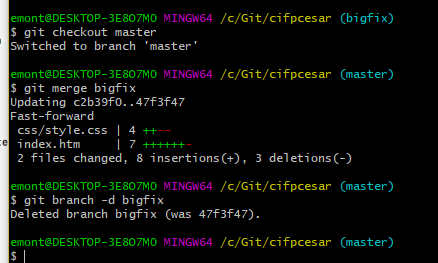 emont@DESKTOP-3E8O7MO MINGW64 /c/Git/cifpcesar (bigfix)
$ git checkout master
Switched to branch 'master'
emont@DESKTOP-3E8O7MO MINGW64 /c/Git/cifpcesar (master)
$ git merge bigfix
Updating c2b39f0..47f3f47
Fast-forward
css/style.css | 4 ++--
index.htm | 7 ++++++-
2 files changed, 8 insertions(+), 3 deletions(-)
emont@DESKTOP-3E8O7MO MINGW64 /c/Git/cifpcesar (master)
$ git branch -d bigfix
Deleted branch bigfix (was 47f3f47).
emont@DESKTOP-3E8O7MO MINGW64 /c/Git/cifpcesar (master)
$